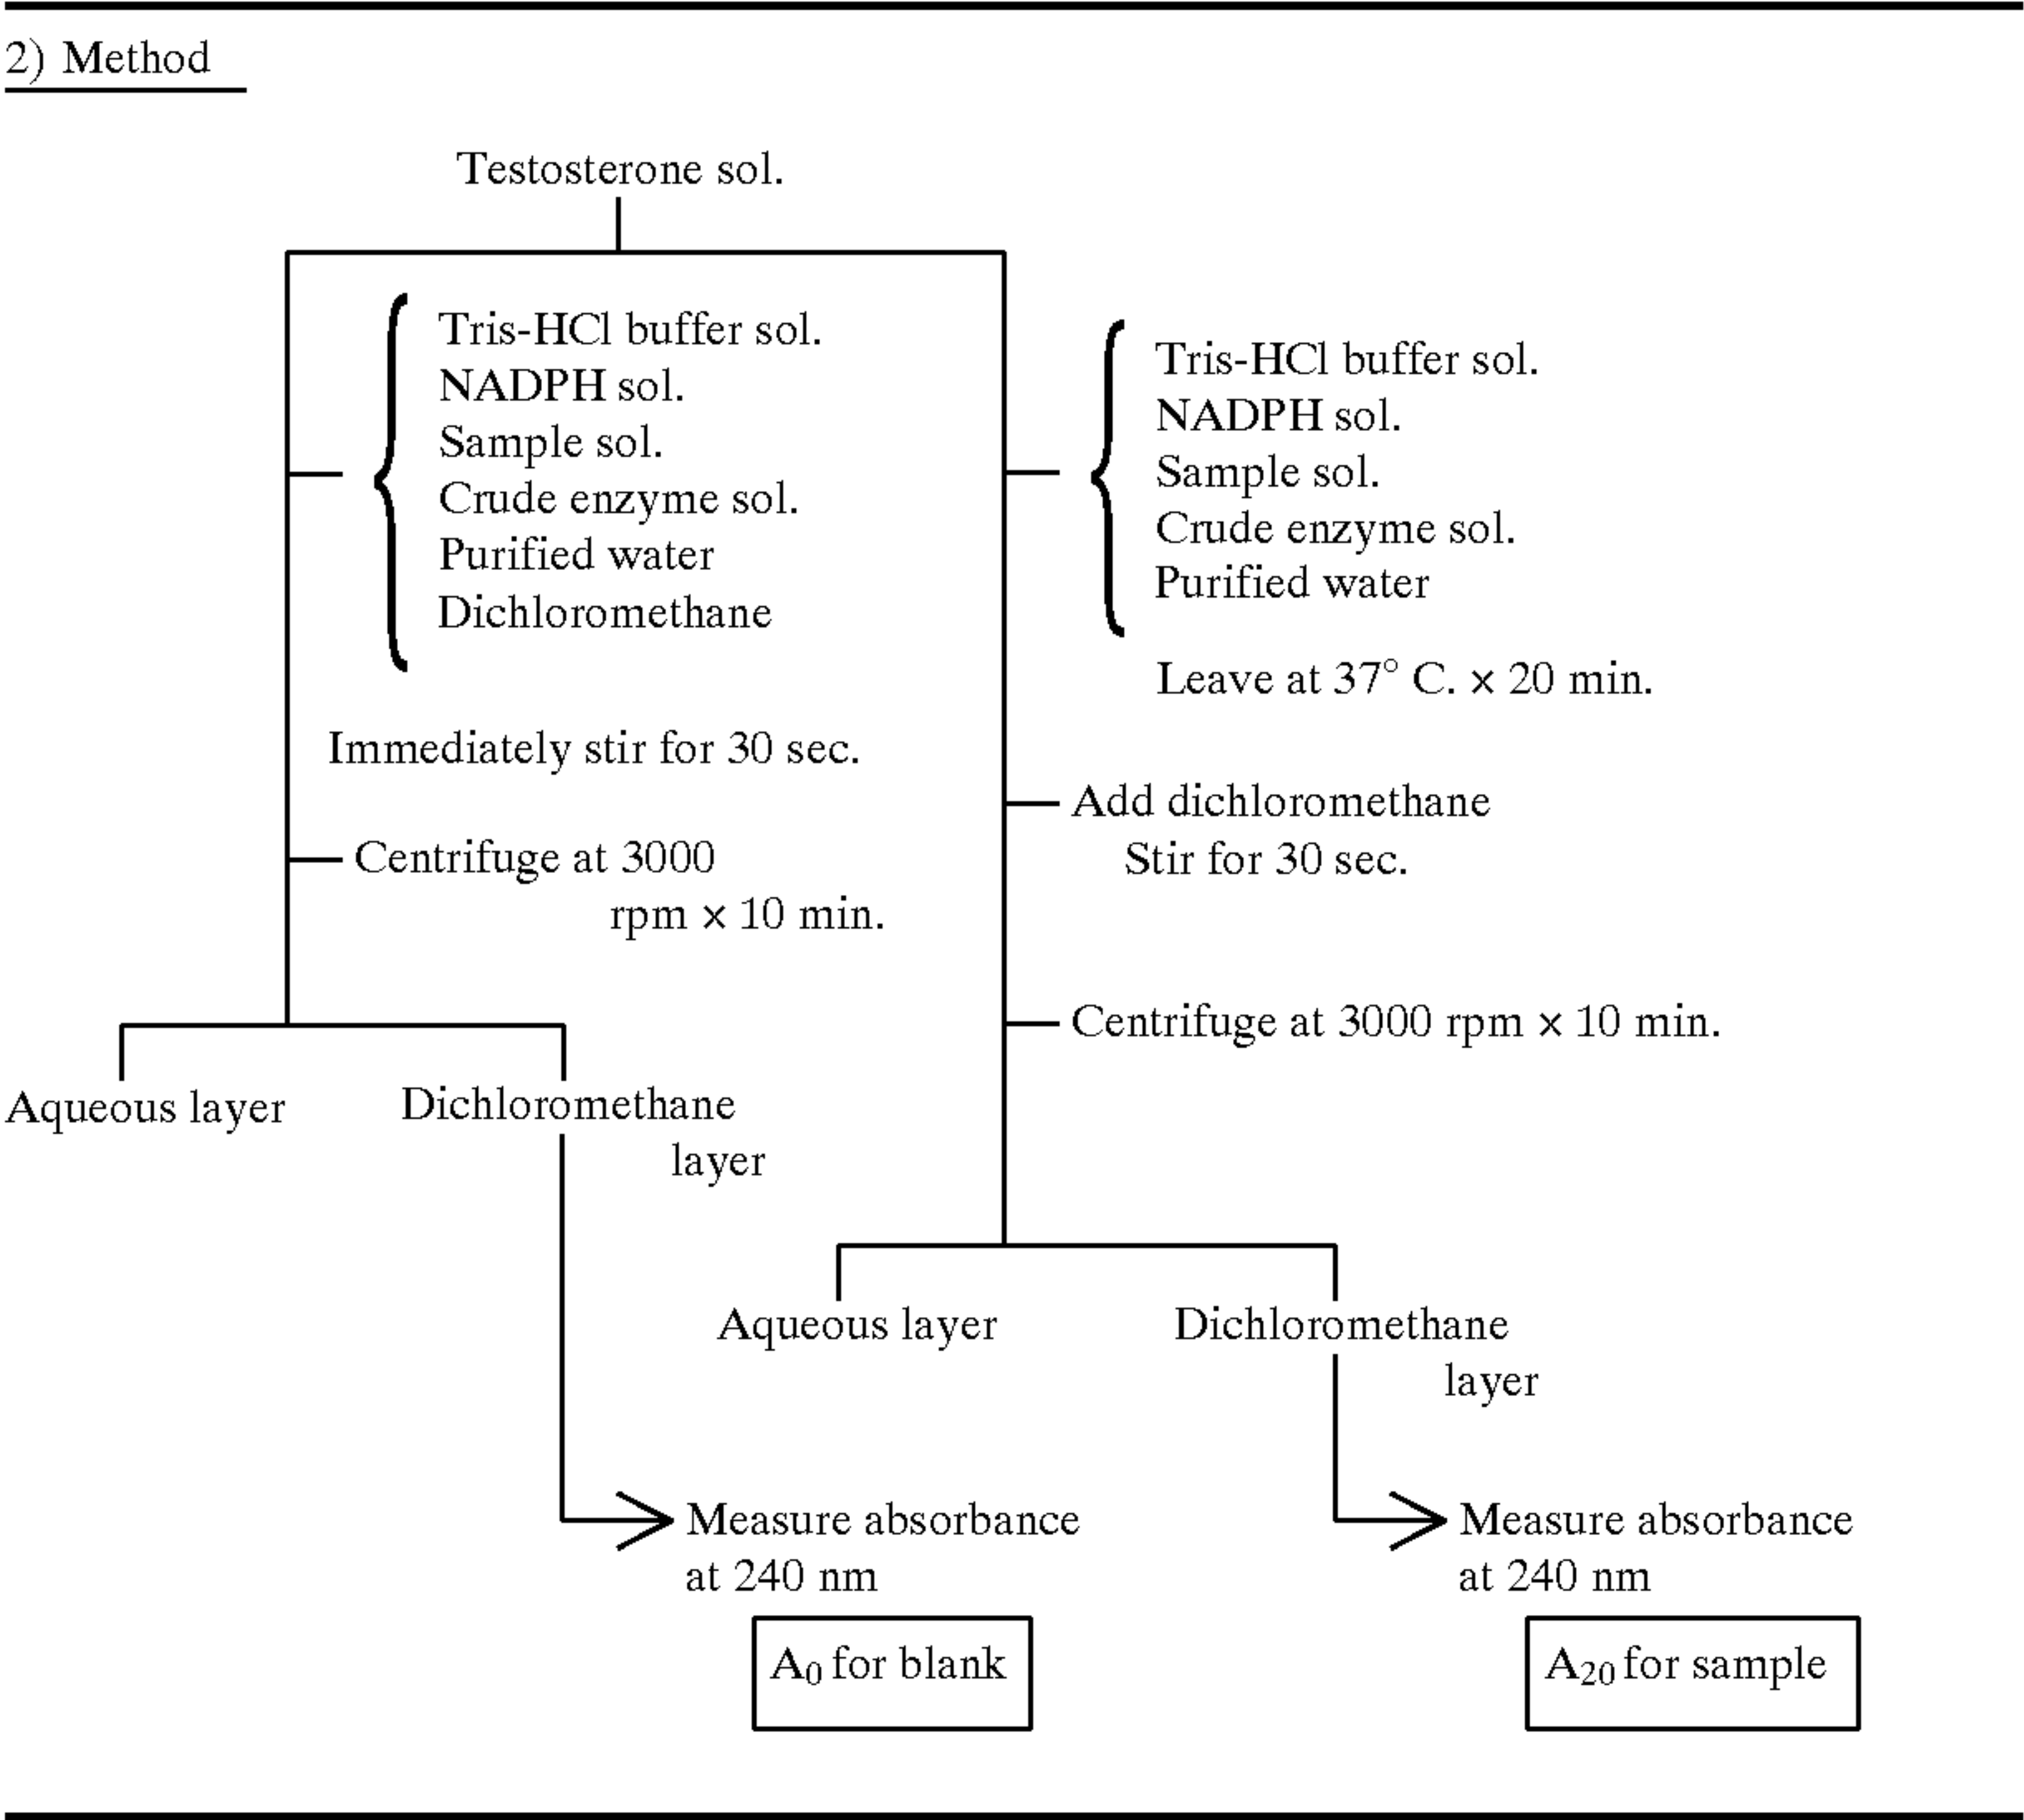 2) Method
Testosterone sol.
Tris-HCl buffer sol.
NADPH sol.
Sample sol.
Crude enzyme sol.
Purified water
Dichloromethane
Immediately stir for 30 sec.
Centrifuge at 3000
rpm × 10 min.
Aqueous layer
Dichloromethane
layer
Measure absorbance
at 240 nm
A0 for blank
Tris-HCl buffer sol.
NADPH sol.
Sample sol.
Crude enzyme sol.
Purified water
Leave at 37° C. × 20 min.
Add dichloromethane
Stir for 30 sec.
Centrifuge at 3000 rpm × 10 min.
Aqueous layer
Dichloromethane
layer
Measure absorbance
at 240 nm
A20 for sample